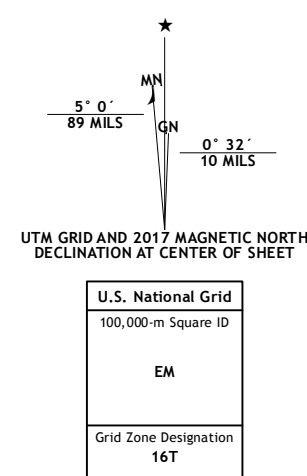 MN
5° 0´
89 MILS
GN
0° 32´
10 MILS
UTM GRID AND 2017 MAGNETIC NORTH
DECLINATION AT CENTER OF SHEET
U.S. National Grid
100,000-m Square ID
EM
Grid Zone Designation
16T